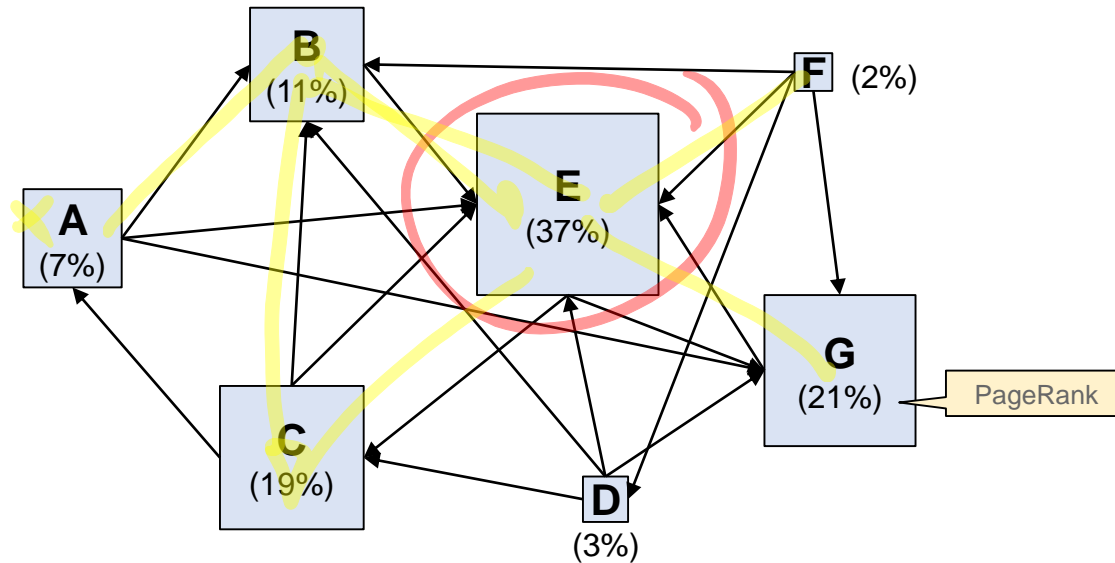 B
(11%)
F
(2%)
E
(37%)
A
(7%)
G
(21%)
PageRank
C
(19%)
D
(3%)